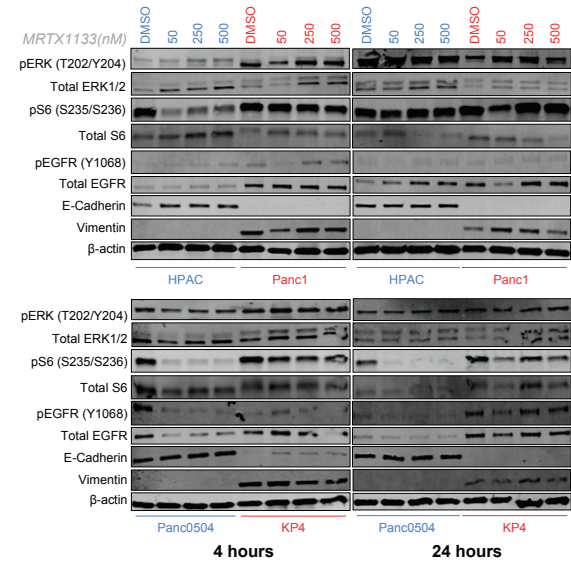 MRTX1133(nM) DMSO 50 250 500 DMSO 50 250 500 DMSO 50 250 500 DMSO 50 250 500
pERK (T202/Y204)
Total ERK1/2
pS6 (S235/S236)
Total S6
pEGFR (Y1068)
Total EGFR
E-Cadherin
Vimentin
β-actin
HPAC Panc1 HPAC Panc1
pERK (T202/Y204)
Total ERK1/2
pS6 (S235/S236)
Total S6
pEGFR (Y1068)
Total EGFR
E-Cadherin
Vimentin
β-actin
Panc0504 KP4 Panc0504 KP4
4 hours 24 hours